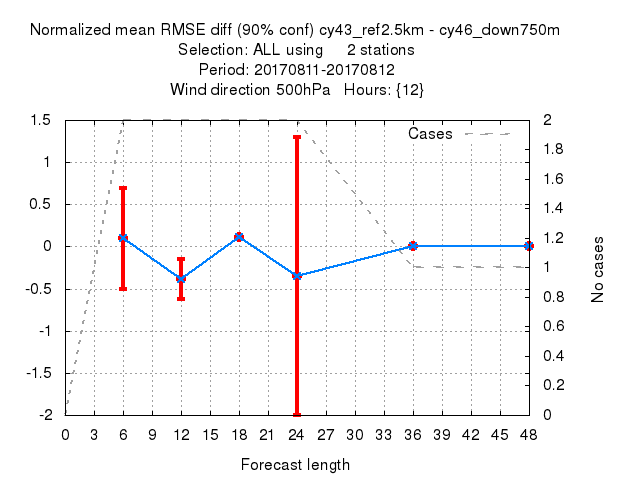 Normalized mean RMSE diff (90% conf) cy43_ref2.5km - cy46_down750m
Selection: ALL using 2 stations
Period: 20170811-20170812
Wind direction 500hPa Hours: {12}
Cases
1.5
1
0.5
0
-0.5
-1
-1.5
-2
2
1.8
1.6
1.4
1.2
1
0.8
0.6
0.4
0.2
0
No cases
0 3 6 9 12 15 18 21 24 27 30 33 36 39 42 45 48
Forecast length